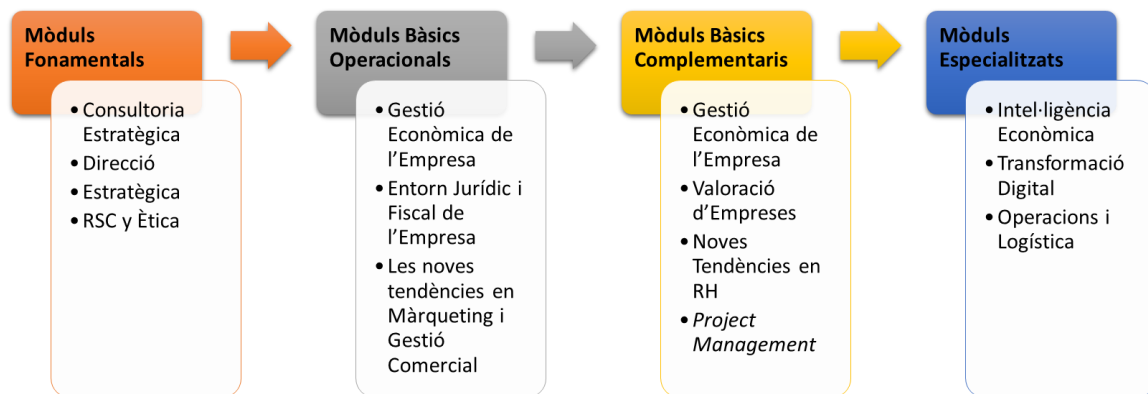 Mòduls
Fonamentals
• Consultoria
Estratègica
• Direcció
• Estratègica
• RSC y Ètica
Mòduls Bàsics
Operacionals
• Gestió
Econòmica de
l’Empresa
• Entorn Jurídic i
Fiscal de
l’Empresa
• Les noves
tendències en
Màrqueting i
Gestió
Comercial
Mòduls Bàsics
Complementaris
• Gestió
Econòmica de
l’Empresa
• Valoració
d’Empreses
• Noves
Tendències en
RH
• Project
Management
Mòduls
Especialitzats
• Intel·ligència
Econòmica
• Transformació
Digital
• Operacions i
Logística